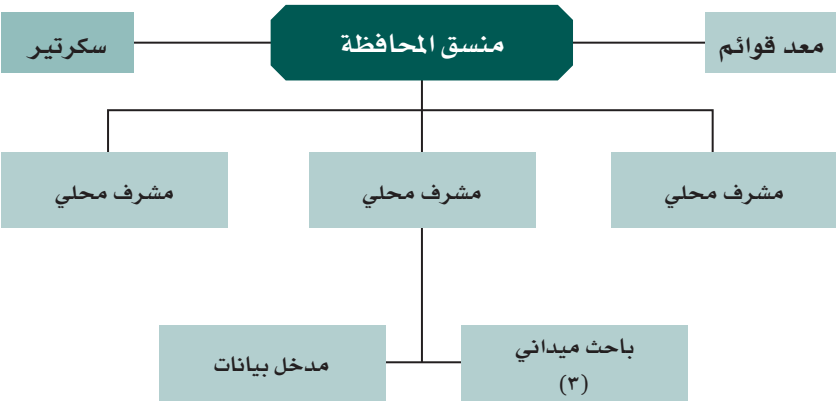 معد قوائم
منسق المحافظة
سكرتير
مشرف محلي
مشرف محلي
مشرف محلي
باحث ميداني
(٣)
مدخل بيانات